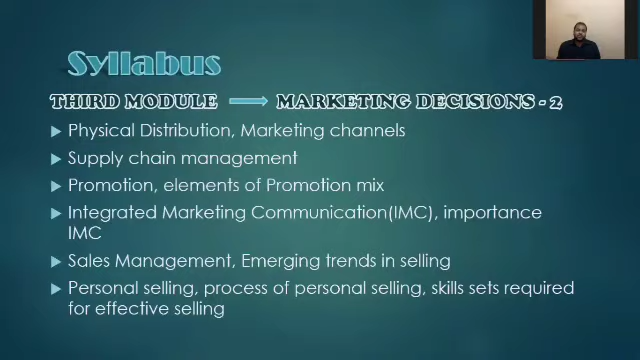 Syllabus
THIRD MODULE → MARKETING DECISIONS - 2
Physical Distribution, Marketing channels
Supply chain management
Promotion, elements of Promotion mix
Integrated Marketing Communication(IMC), importance
IMC
Sales Management, Emerging trends in selling
Personal selling, process of personal selling, skills sets required
for effective selling